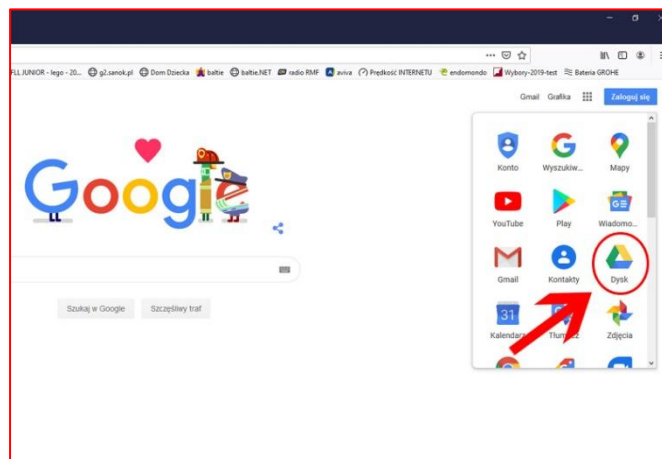 FLL JUNIOR - lego - 20... g2.sanok.pl Dom Dziecka baltie baltie.NET radio RMF aviva Prędkość INTERNETU endomondo Wybory-2019-test Bateria GROHE
Gmail Grafika Zaloguj się
Google
Konto Wyszukiw... Mapy
YouTube Play Wiadomo...
Gmail Kontakty Dysk
31
Kalendarz Zdjęcia
Szukaj w Google Szczęśliwy traf